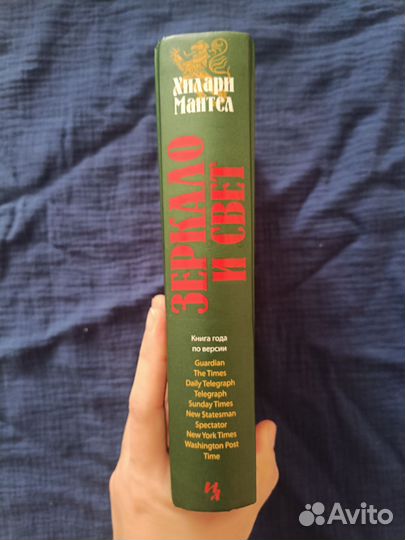 Хилари
Мантел
ЗЕРКАЛО
И СВЕТ
Книга года
по версии
Guardian
The Times
Daily Telegraph
Telegraph
Sunday Times
New Statesman
Spectator
New York Times
Washington Post
Time
Avito